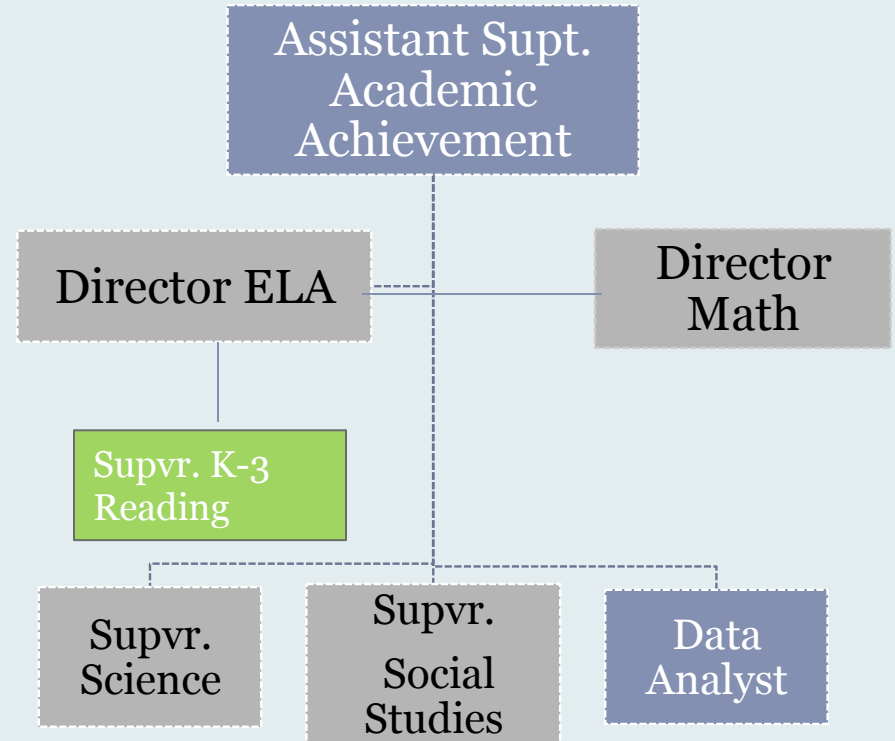 Assistant Supt.
Academic
Achievement
Director ELA
Director
Math
Supvr. K-3
Reading
Supvr.
Science
Supvr.
Social
Studies
Data
Analyst